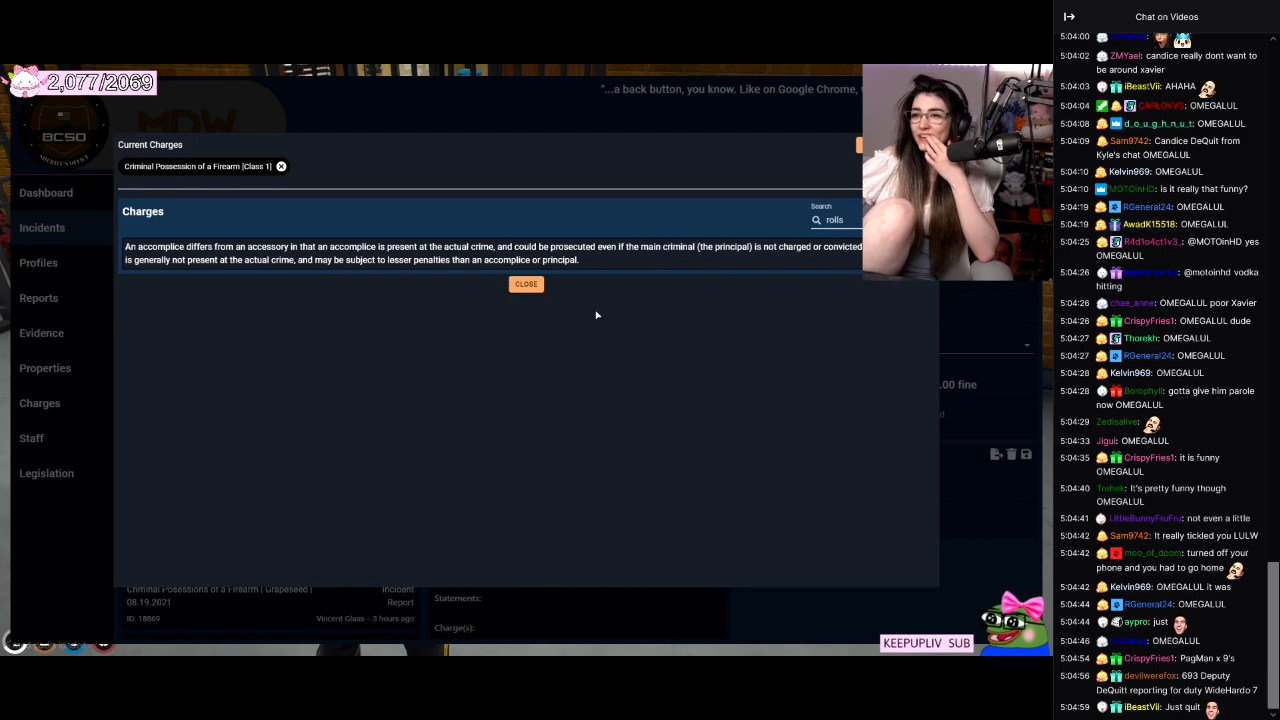 2,077/2069
"...a back button, you know. Like on Google Chrome,
BCSO
SHERIFF'S OFFICE
Current Charges
Criminal Possession of a Firearm [Class 1]
Charges
Search
rolls
An accomplice differs from an accessory in that an accomplice is present at the actual crime, and could be prosecuted even if the main criminal (the principal) is not charged or convicted
is generally not present at the actual crime, and may be subject to lesser penalties than an accomplice or principal.
CLOSE
Dashboard
Incidents
Profiles
Reports
Evidence
Properties
Charges
Staff
Legislation
.00 fine
Criminal Possessions of a Firearm | Grapeseed |
08.19.2021
Incident
Report
ID: 18869
Vincent Glass - 3 hours ago
Statements:
Charge(s):
KEEPUPLIV SUB
Chat on Videos
5:04:00
5:04:02 ZMYael: candice really dont want to
be around xavier
5:04:03 iBeastVii: AHAHA
5:04:04 CARLOVVS: OMEGALUL
5:04:08 d_o_u_g_h_n_u_t: OMEGALUL
5:04:09 Sam9742: Candice DeQuit from
Kyle's chat OMEGALUL
5:04:10 Kelvin969: OMEGALUL
5:04:10 MOTOinHD: is it really that funny?
5:04:19 RGeneral24: OMEGALUL
5:04:19 AwadK15518: OMEGALUL
5:04:25 R4d1o4ct1v3_: @MOTOinHD yes
OMEGALUL
5:04:26 @motoinhd vodka
hitting
5:04:26 chae_anne: OMEGALUL poor Xavier
5:04:26 CrispyFries1: OMEGALUL dude
5:04:27 Thorekh: OMEGALUL
5:04:27 RGeneral24: OMEGALUL
5:04:28 Kelvin969: OMEGALUL
5:04:28 Borophyll: gotta give him parole
now OMEGALUL
5:04:29 Zedisalive:
5:04:33 Jigui: OMEGALUL
5:04:35 CrispyFries1: it is funny
OMEGALUL
5:04:40 Trehek: It's pretty funny though
OMEGALUL
5:04:41 LittleBunnyFruFru: not even a little
5:04:42 Sam9742: It really tickled you LULW
5:04:42 moo_of_doom: turned off your
phone and you had to go home
5:04:42 Kelvin969: OMEGALUL it was
5:04:44 RGeneral24: OMEGALUL
5:04:44 aypro: just
5:04:46 OMEGALUL
5:04:54 CrispyFries1: PagMan x 9's
5:04:56 devilwerefox: 693 Deputy
DeQuitt reporting for duty WideHardo 7
5:04:59 iBeastVii: Just quit